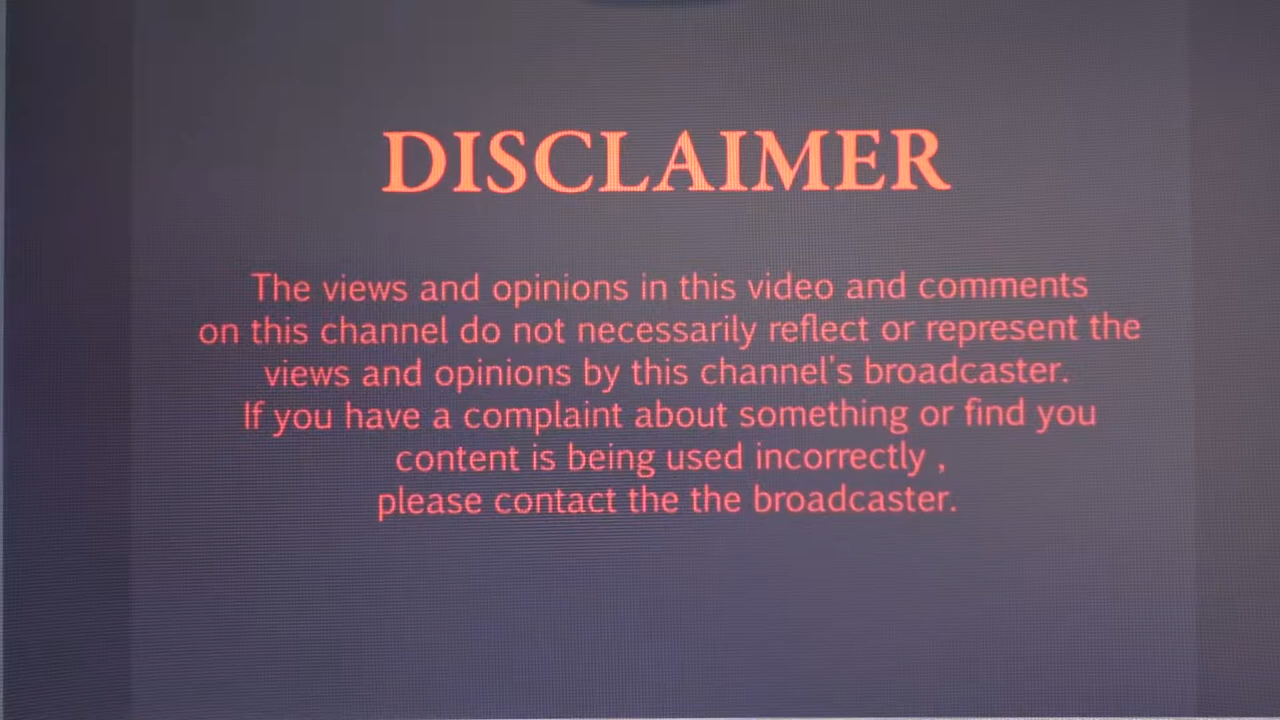 DISCLAIMER
The views and opinions in this video and comments
on this channel do not necessarily reflect or represent the
views and opinions by this channel's broadcaster.
If you have a complaint about something or find you
content is being used incorrectly ,
please contact the the broadcaster.